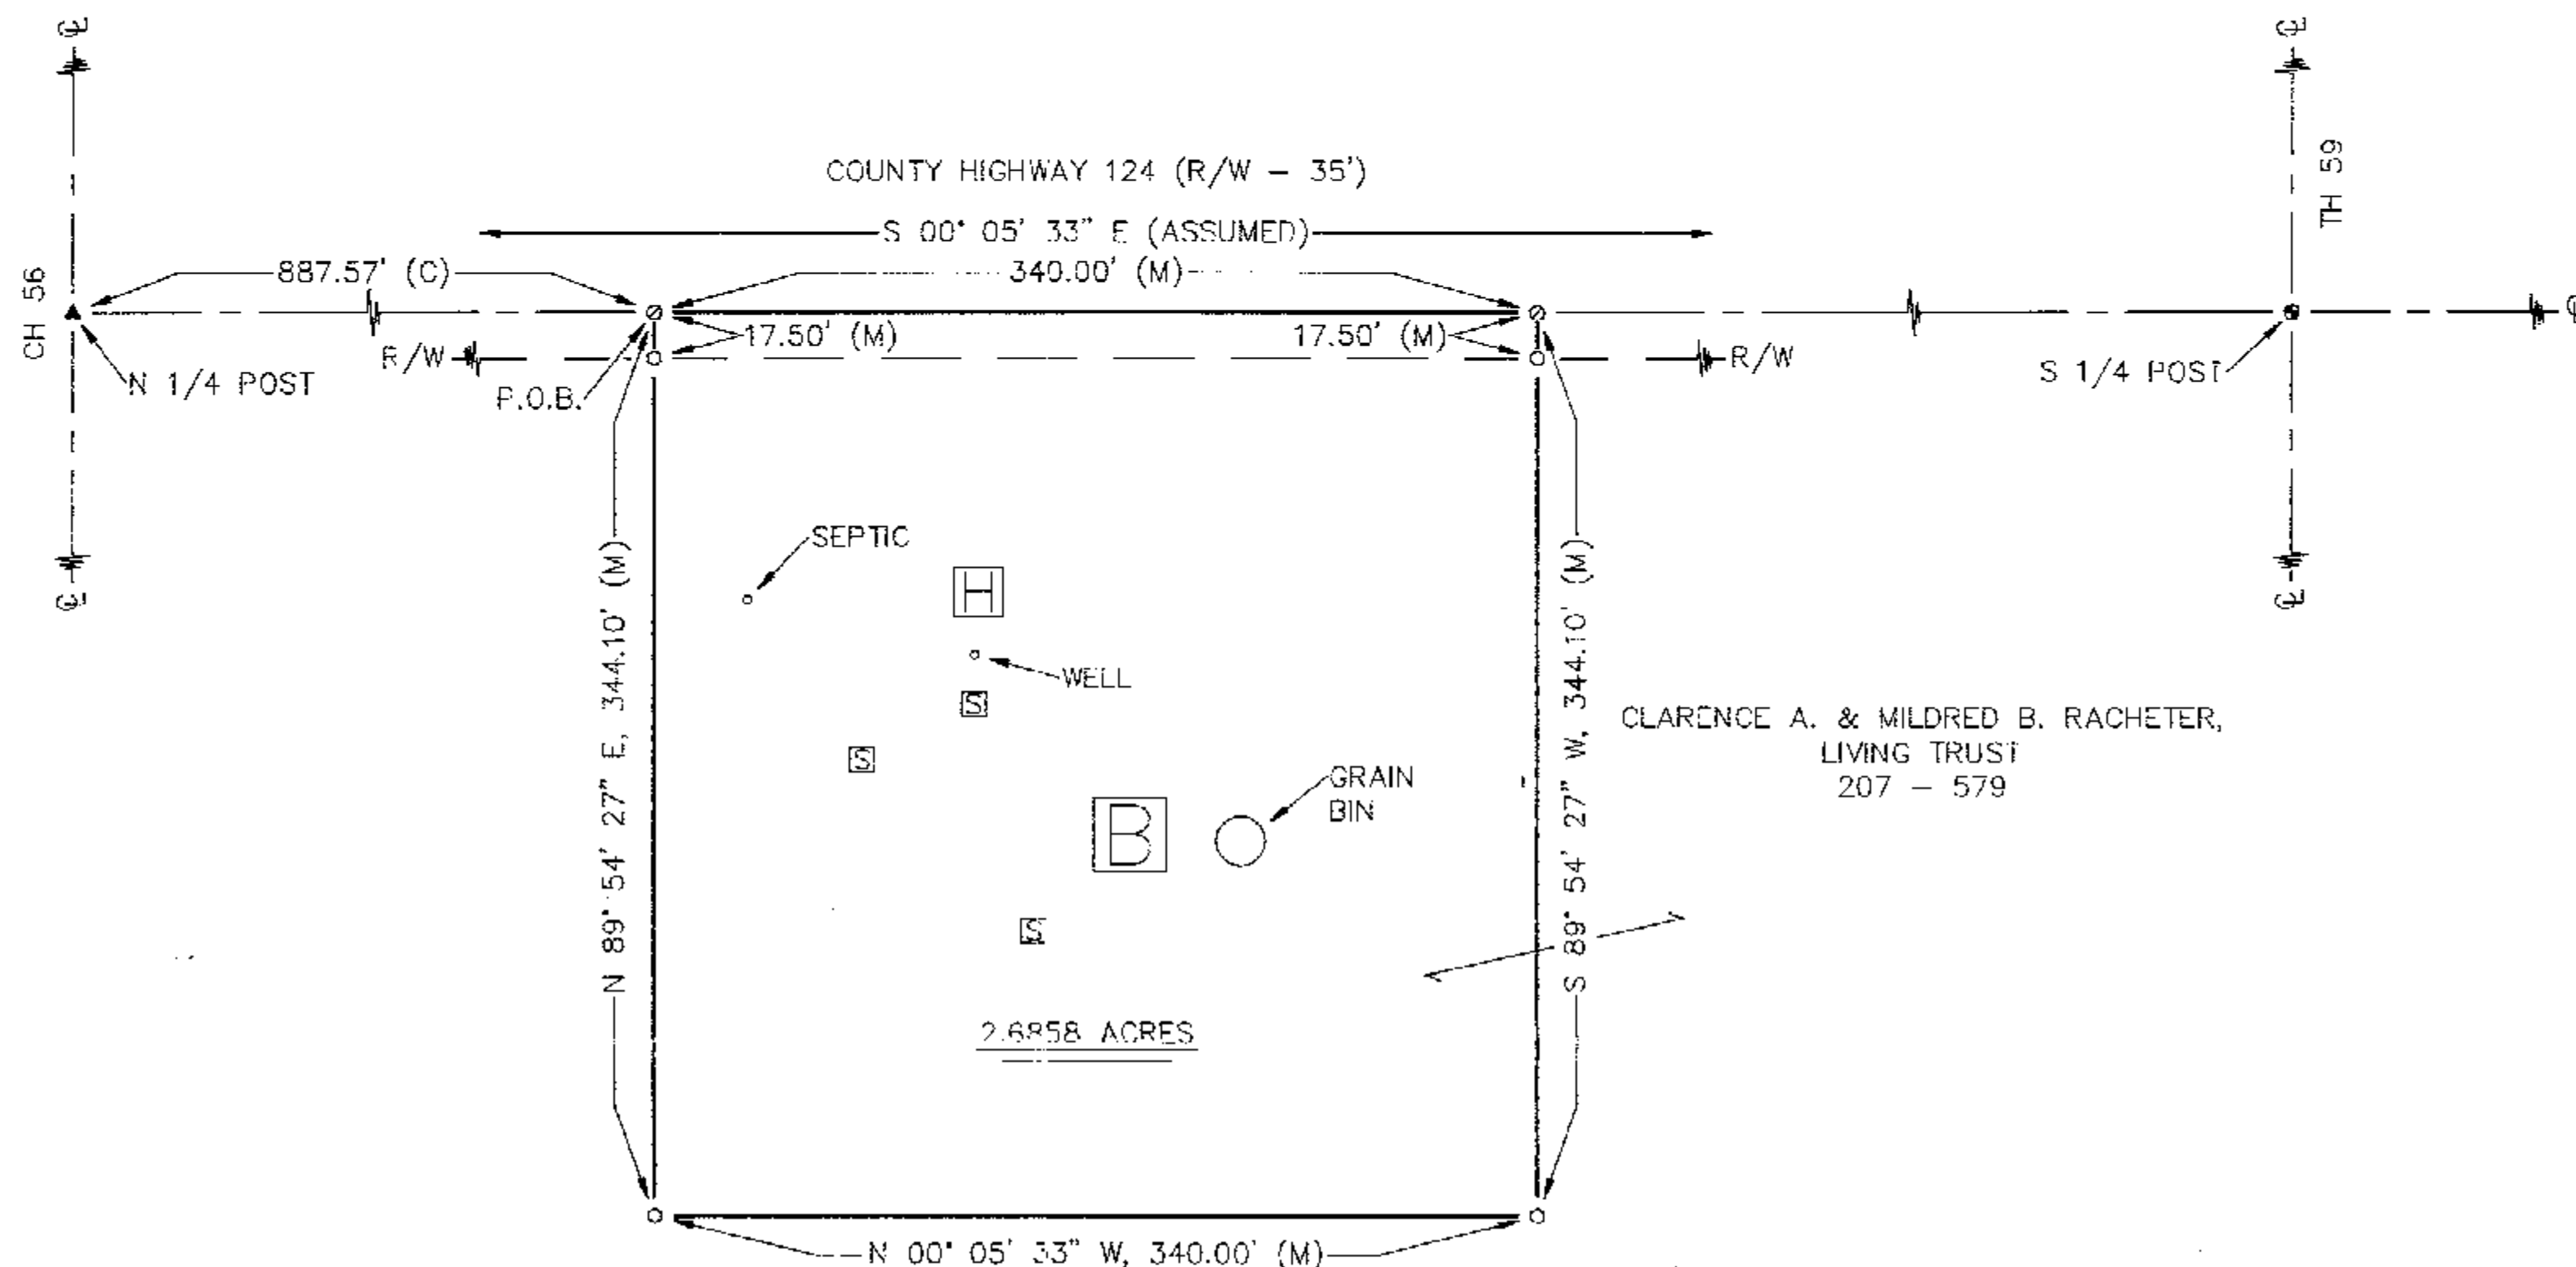 COUNTY HIGHWAY 124 (R/W – 35')
S 00° 05' 33" E (ASSUMED)
887.57' (C)
340.00' (M)
CH 56
TH 59
17.50' (M)
17.50' (M)
R/W
R/W
N 1/4 POST
P.O.B.
S 1/4 POST
N 89° 54' 27" E, 344.10' (M)
S 89° 54' 27" W, 344.10' (M)
SEPTIC
H
WELL
S
S
CLARENCE A. & MILDRED B. RACHETER,
LIVING TRUST
207 – 579
GRAIN
BIN
B
S
2.6858 ACRES
N 00° 05' 33" W, 340.00' (M)